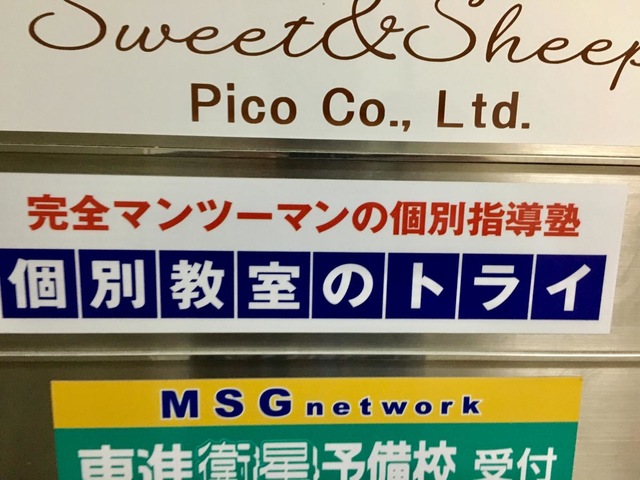 Sweet&Sheep
Pico Co., Ltd.
完全マンツーマンの個別指導塾
個別教室のトライ
MSGnetwork
東進衛星予備校 受付